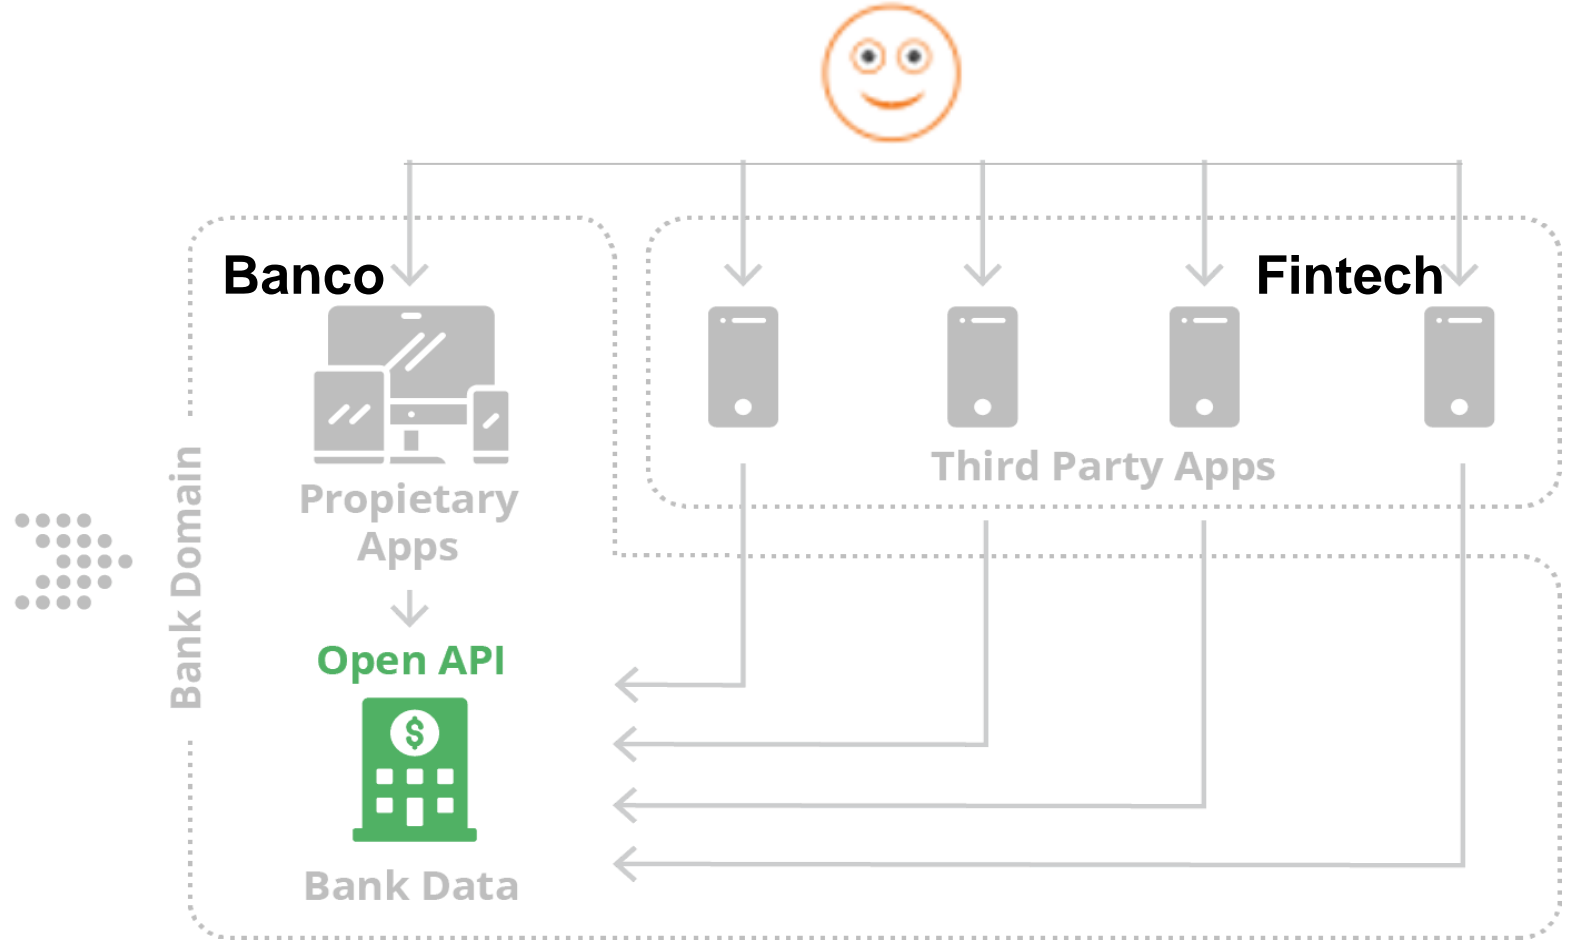 Banco
Fintech
Third Party Apps
Propietary
Apps
Bank Domain
Open API
$
Bank Data